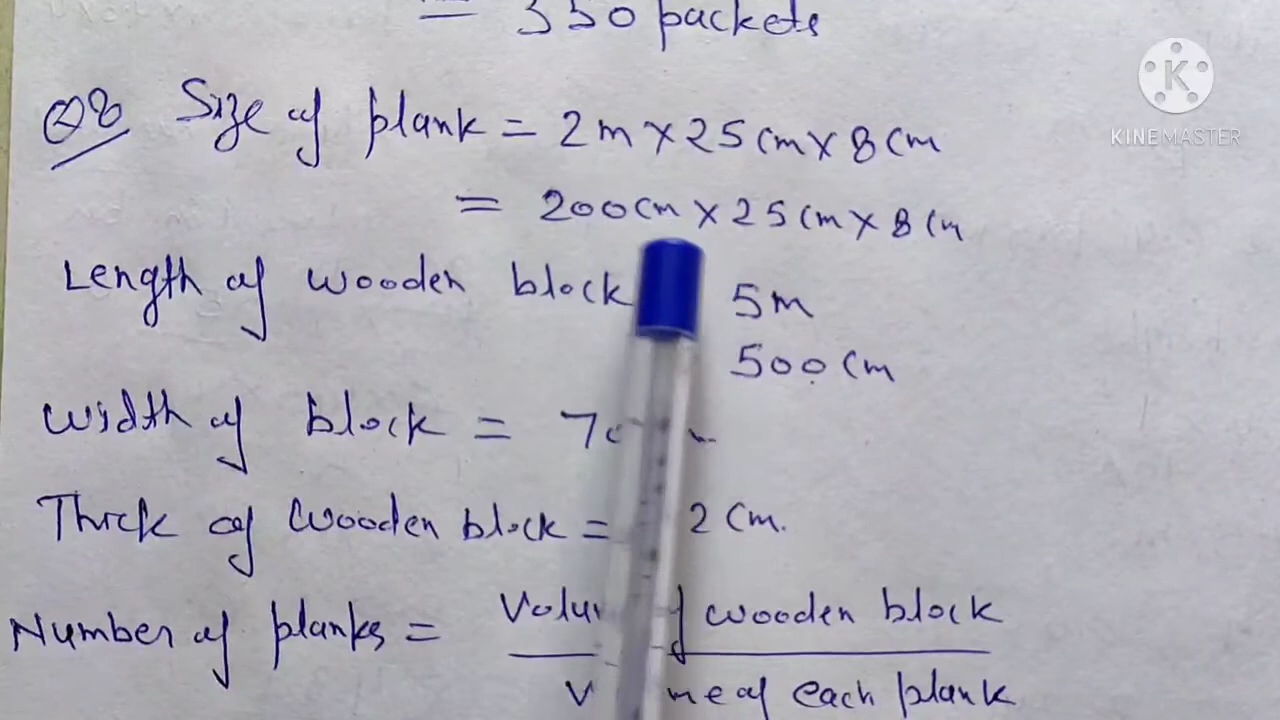 = 350 packets
Q8 Size of plank = 2m × 25cm × 8cm
= 200cm × 25cm × 8cm
Length of wooden block 5m
500cm
Width of block =
Thick of wooden block = 2 cm.
Number of planks = of wooden block
of each plank
K
KINEMASTER